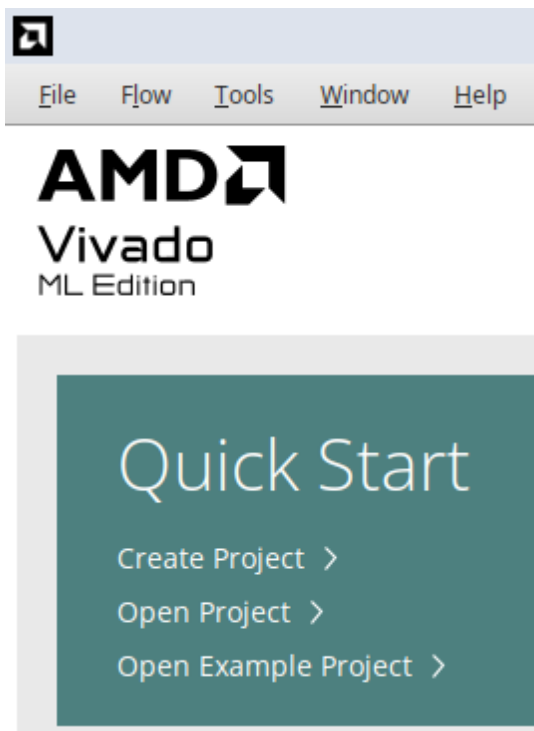 File Flow Tools Window Help
AMD
Vivado
ML Edition
Quick Start
Create Project >
Open Project >
Open Example Project >